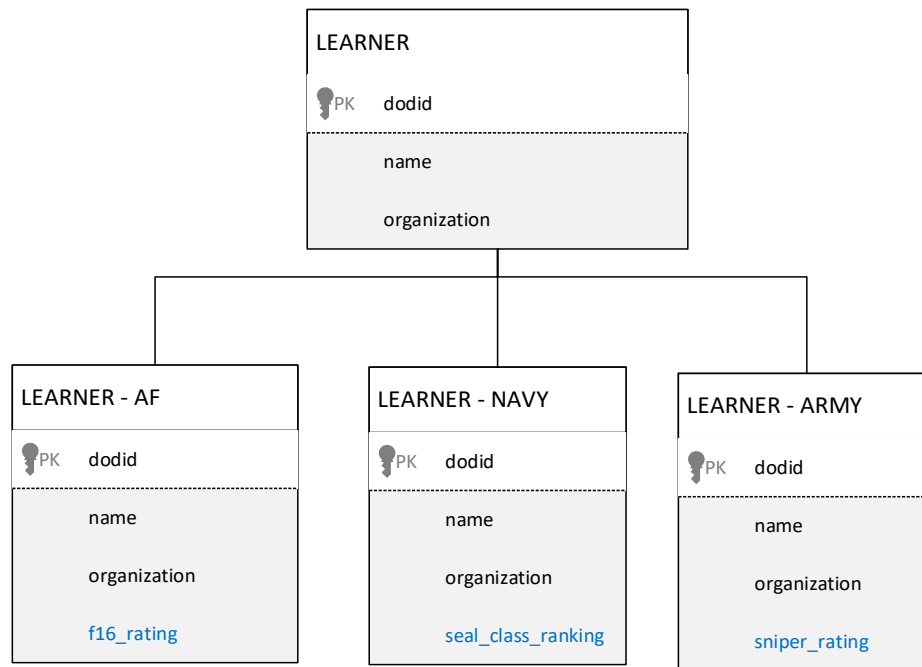 LEARNER
PK dodid
name
organization
LEARNER - AF
PK dodid
name
organization
f16_rating
LEARNER - NAVY
PK dodid
name
organization
seal_class_ranking
LEARNER - ARMY
PK dodid
name
organization
sniper_rating